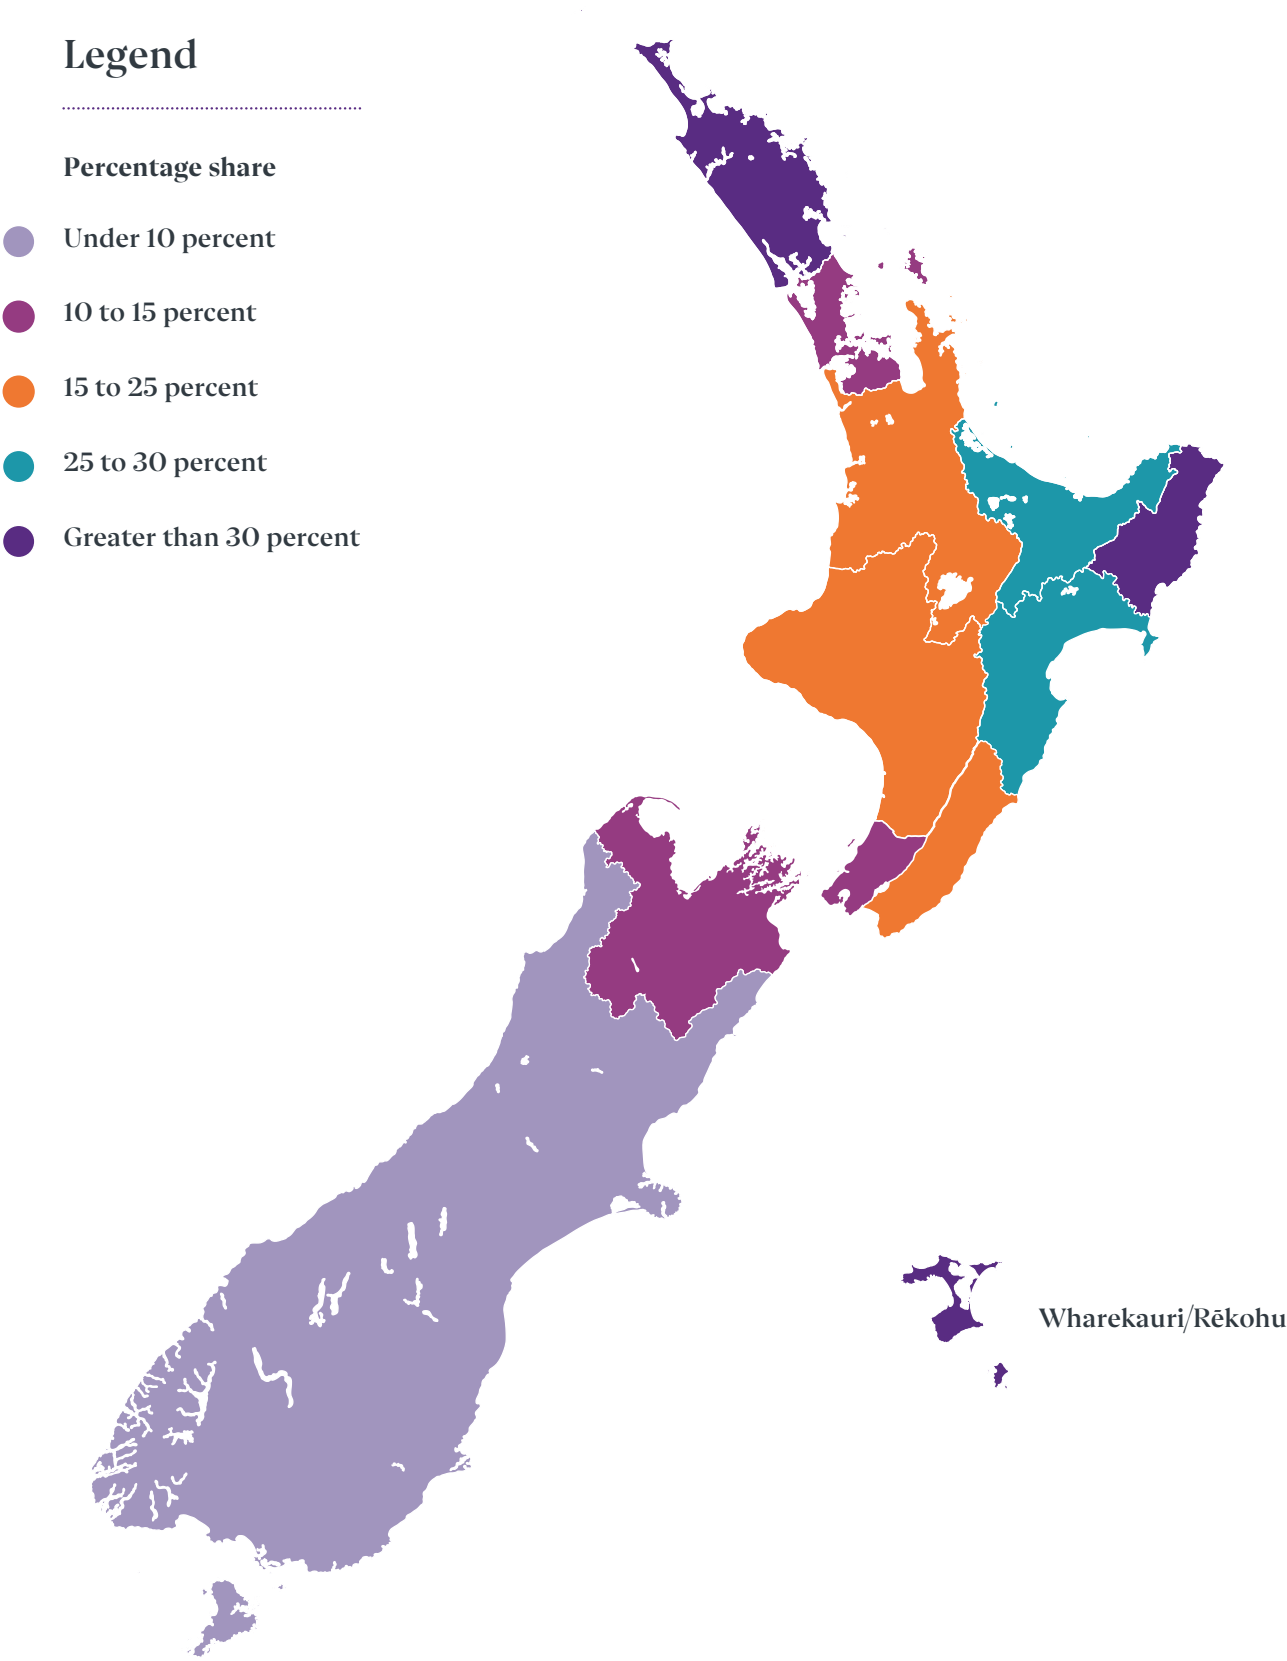 Legend
Percentage share
Under 10 percent
10 to 15 percent
15 to 25 percent
25 to 30 percent
Greater than 30 percent
Wharekauri/Rēkohu